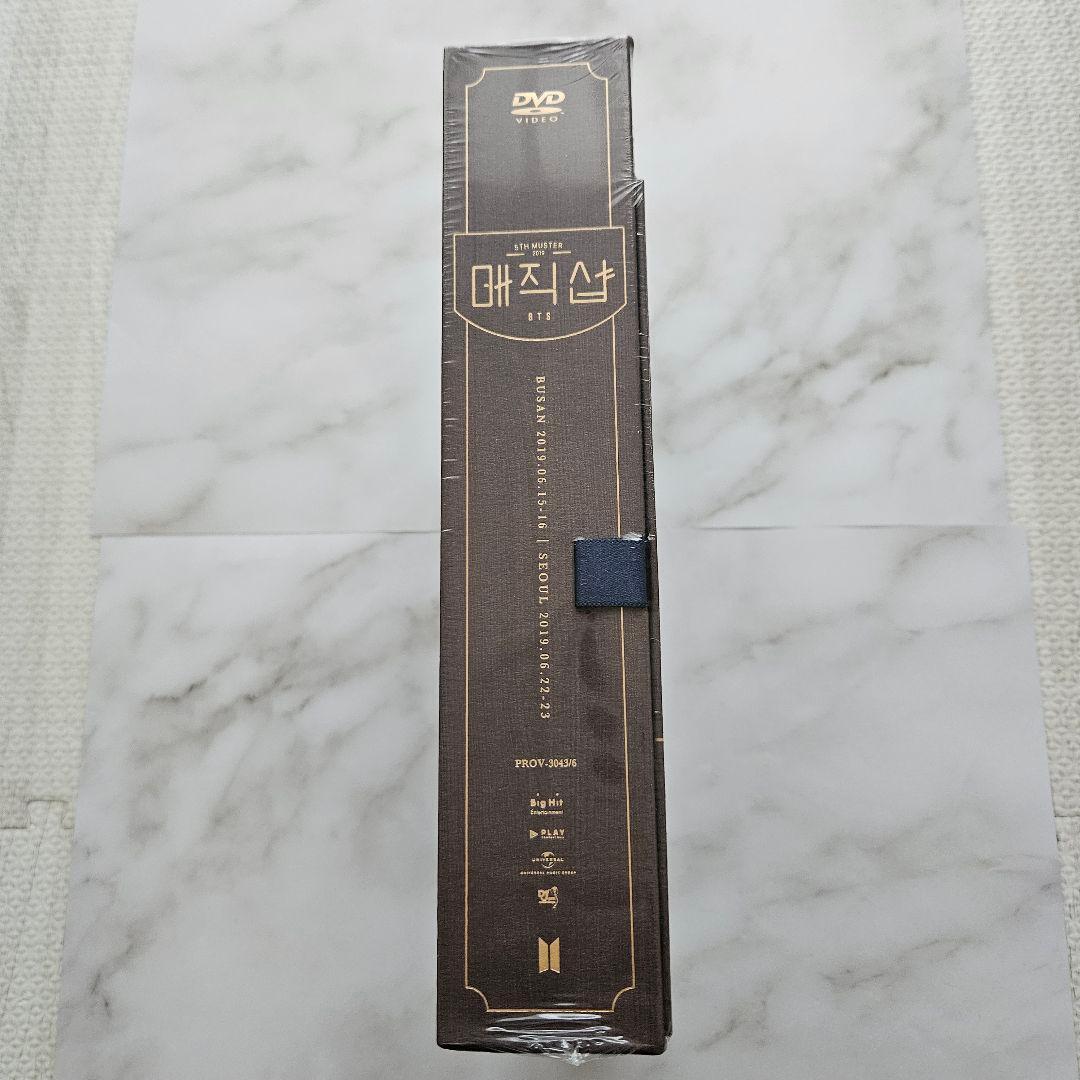 DVD
VIDEO
5TH MUSTER
2019
매직샵
BTS
BUSAN 2019.06.15-16 | SEOUL 2019.06.22-23
PROV-3043/6
Big Hit
Entertainment
PLAY
UNIVERSAL
UNIVERSAL MUSIC GROUP